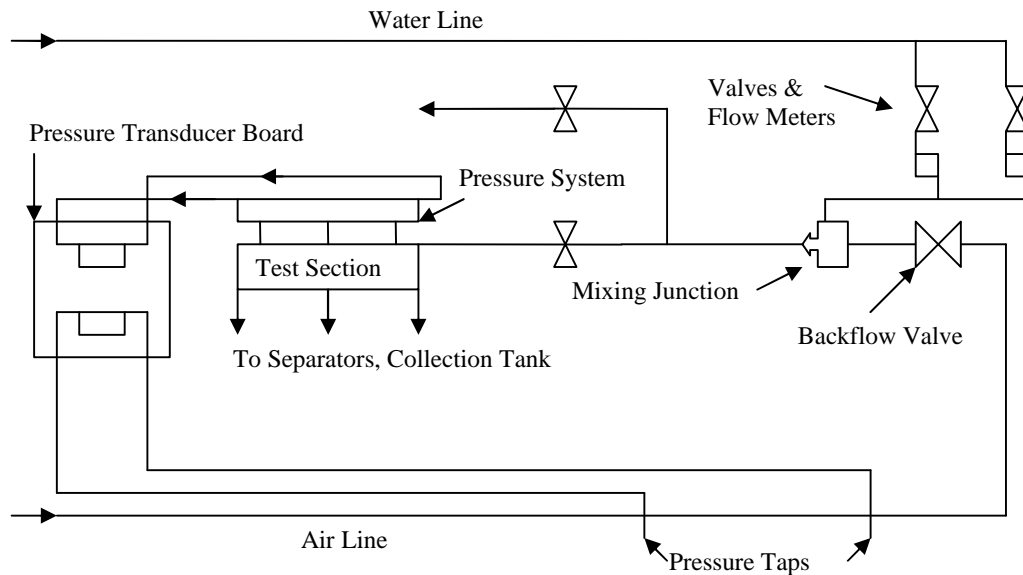 Water Line
Valves &
Flow Meters
Pressure Transducer Board
Pressure System
Test Section
Mixing Junction
Backflow Valve
To Separators, Collection Tank
Air Line
Pressure Taps